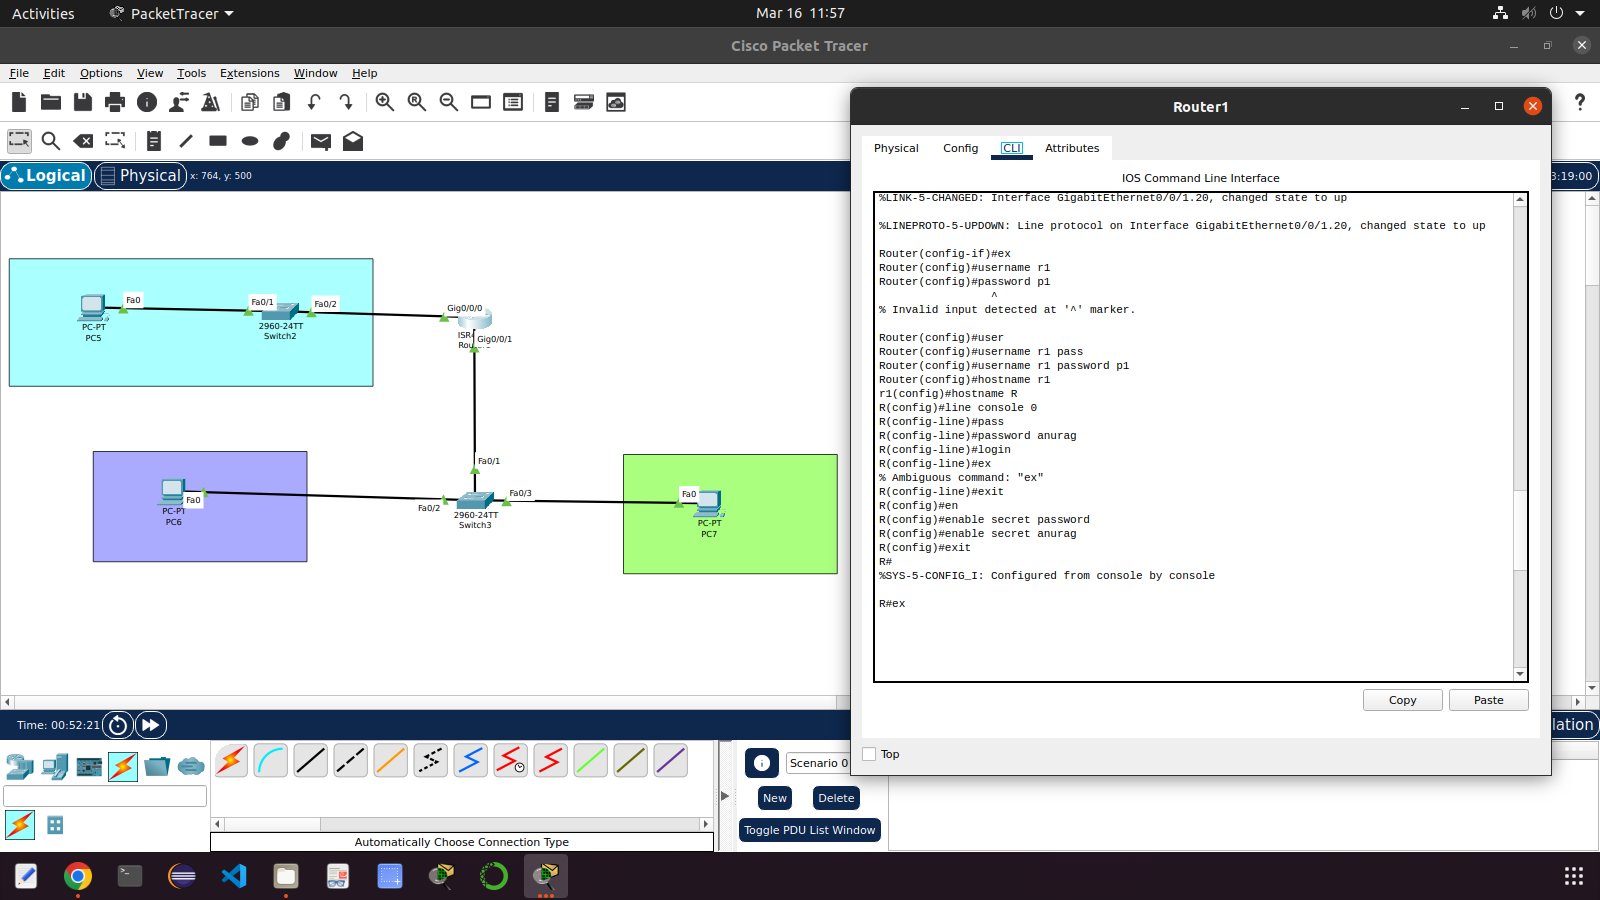 Activities PacketTracer Mar 16 11:57
Cisco Packet Tracer
File Edit Options View Tools Extensions Window Help
?
Logical Physical x: 764, y: 500
3:19:00
Fa0
Fa0/1
Fa0/2
PC-PT
PC5
2960-24TT
Switch2
Gig0/0/0
Gig0/0/1
Fa0/1
Fa0
PC-PT
PC6
Fa0/2
Fa0/3
2960-24TT
Switch3
Fa0
PC-PT
PC7
Router1
Physical Config CLI Attributes
IOS Command Line Interface
%LINK-5-CHANGED: Interface GigabitEthernet0/0/1.20, changed state to up
%LINEPROTO-5-UPDOWN: Line protocol on Interface GigabitEthernet0/0/1.20, changed state to up
Router(config-if)#ex
Router(config)#username r1
Router(config)#password p1
^
% Invalid input detected at '^' marker.
Router(config)#user
Router(config)#username r1 pass
Router(config)#username r1 password p1
Router(config)#hostname r1
r1(config)#hostname R
R(config)#line console 0
R(config-line)#pass
R(config-line)#password anurag
R(config-line)#login
R(config-line)#ex
% Ambiguous command: "ex"
R(config-line)#exit
R(config)#en
R(config)#enable secret password
R(config)#enable secret anurag
R(config)#exit
R#
%SYS-5-CONFIG_I: Configured from console by console
R#ex
Copy Paste
Top
Time: 00:52:21
lation
Scenario 0
New Delete
Toggle PDU List Window
Automatically Choose Connection Type